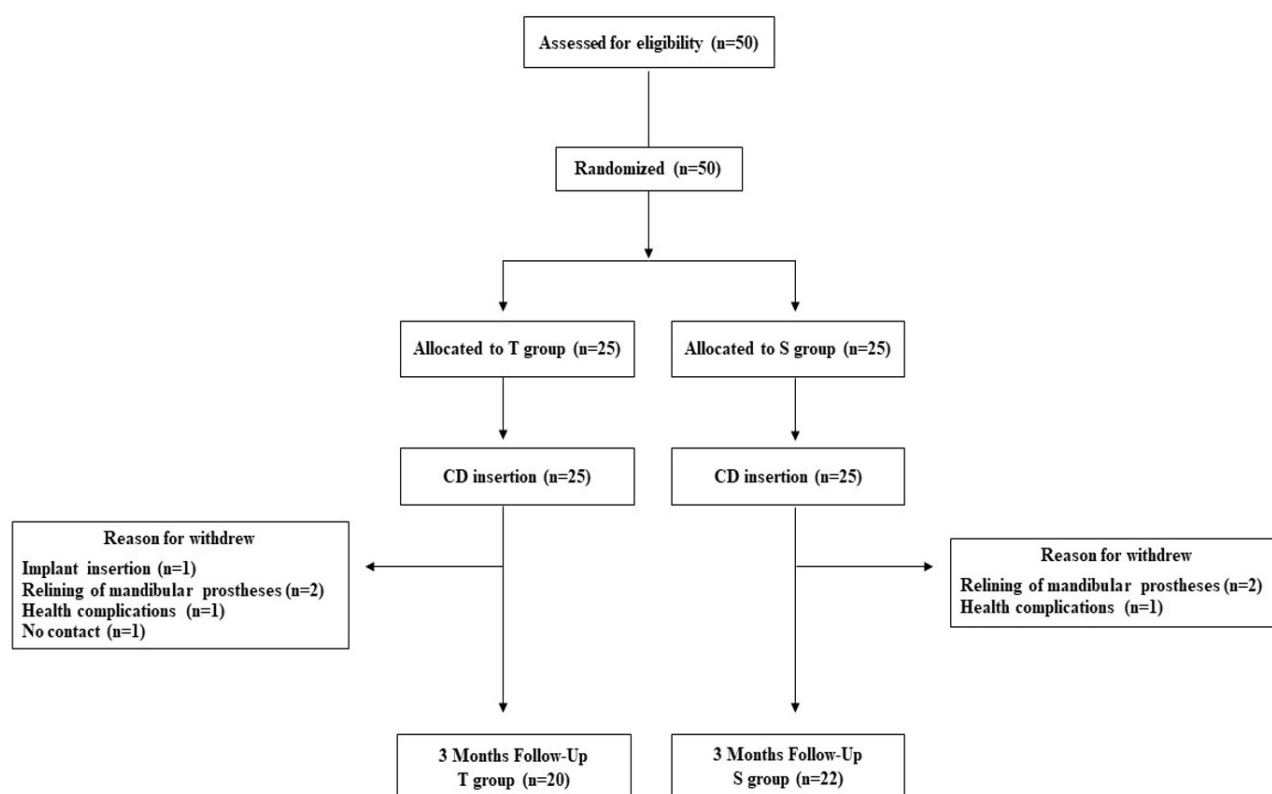 Assessed for eligibility (n=50)
Randomized (n=50)
Allocated to T group (n=25)
Allocated to S group (n=25)
CD insertion (n=25)
CD insertion (n=25)
Reason for withdrew
Implant insertion (n=1)
Relining of mandibular prostheses (n=2)
Health complications (n=1)
No contact (n=1)
Reason for withdrew
Relining of mandibular prostheses (n=2)
Health complications (n=1)
3 Months Follow-Up
T group (n=20)
3 Months Follow-Up
S group (n=22)